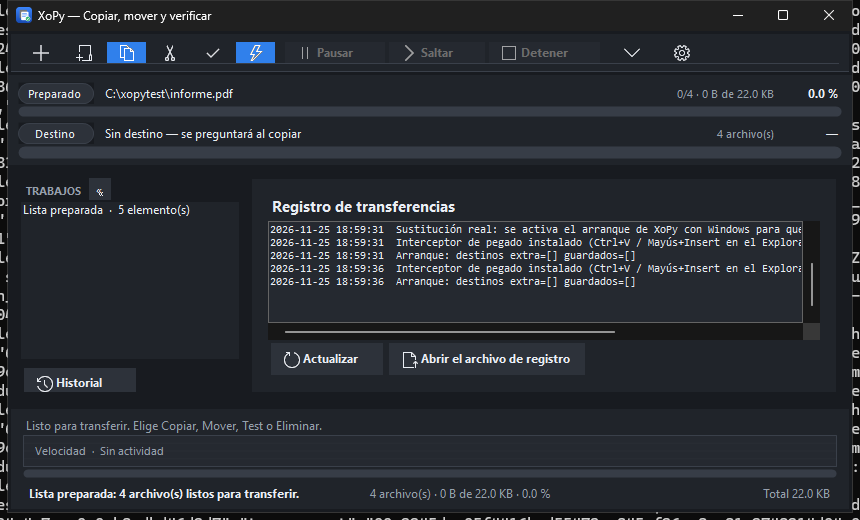 XoPy — Copiar, mover y verificar
Pausar
Saltar
Detener
Preparado
C:\xopytest\informe.pdf
0/4 · 0 B de 22.0 KB
0.0 %
Destino
Sin destino — se preguntará al copiar
4 archivo(s)
—
TRABAJOS
Lista preparada · 5 elemento(s)
Historial
Registro de transferencias
2026-11-25 18:59:31 Sustitución real: se activa el arranque de XoPy con Windows para que
2026-11-25 18:59:31 Interceptor de pegado instalado (Ctrl+V / Mayús+Insert en el Explora
2026-11-25 18:59:31 Arranque: destinos extra=[] guardados=[]
2026-11-25 18:59:36 Interceptor de pegado instalado (Ctrl+V / Mayús+Insert en el Explora
2026-11-25 18:59:36 Arranque: destinos extra=[] guardados=[]
Actualizar
Abrir el archivo de registro
Listo para transferir. Elige Copiar, Mover, Test o Eliminar.
Velocidad · Sin actividad
Lista preparada: 4 archivo(s) listos para transferir.
4 archivo(s) · 0 B de 22.0 KB · 0.0 %
Total 22.0 KB